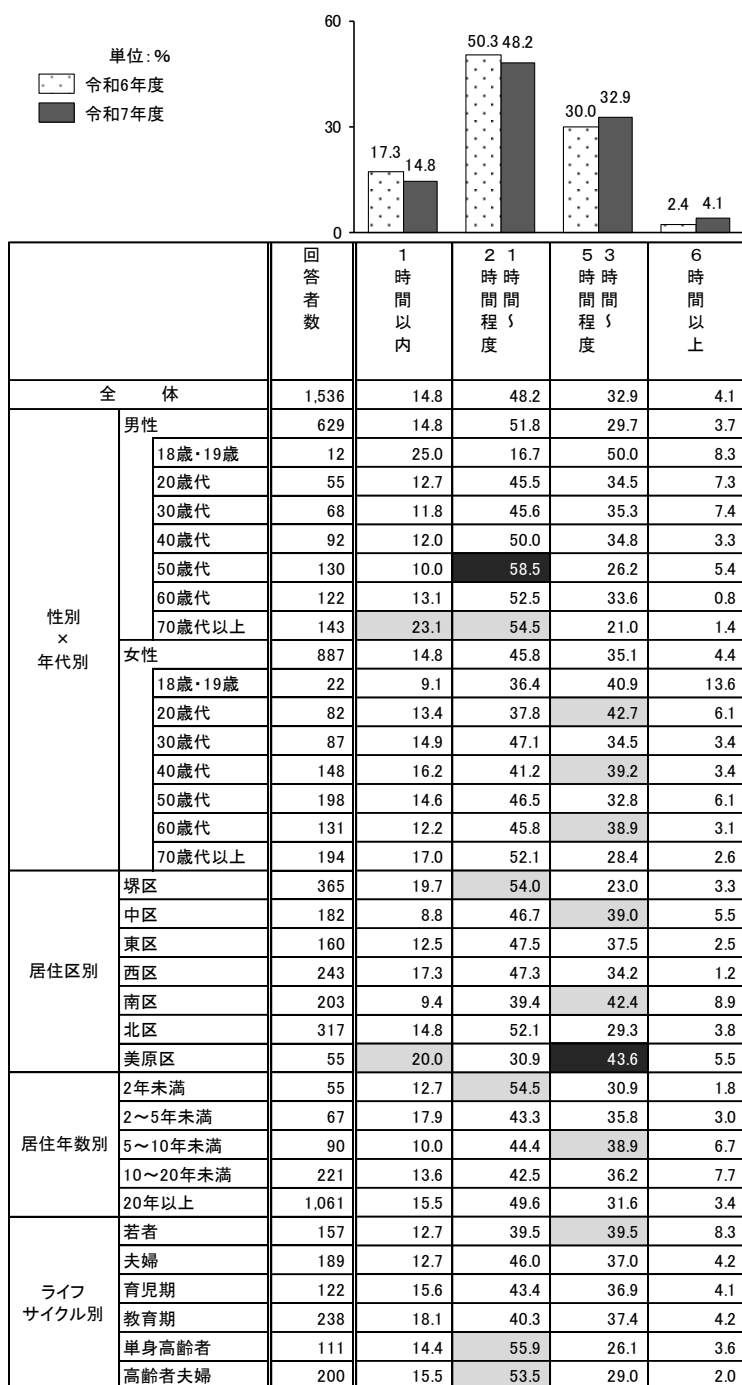 単位:%
令和6年度
令和7年度
60
30
0
17.3 14.8
50.3 48.2
30.0 32.9
2.4 4.1
回答者数 1時間以内 1時間~2時間程度 3時間~5時間程度 6時間以上
全体 1,536 14.8 48.2 32.9 4.1
性別×年代別
男性 629 14.8 51.8 29.7 3.7
18歳・19歳 12 25.0 16.7 50.0 8.3
20歳代 55 12.7 45.5 34.5 7.3
30歳代 68 11.8 45.6 35.3 7.4
40歳代 92 12.0 50.0 34.8 3.3
50歳代 130 10.0 58.5 26.2 5.4
60歳代 122 13.1 52.5 33.6 0.8
70歳代以上 143 23.1 54.5 21.0 1.4
女性 887 14.8 45.8 35.1 4.4
18歳・19歳 22 9.1 36.4 40.9 13.6
20歳代 82 13.4 37.8 42.7 6.1
30歳代 87 14.9 47.1 34.5 3.4
40歳代 148 16.2 41.2 39.2 3.4
50歳代 198 14.6 46.5 32.8 6.1
60歳代 131 12.2 45.8 38.9 3.1
70歳代以上 194 17.0 52.1 28.4 2.6
居住区別
堺区 365 19.7 54.0 23.0 3.3
中区 182 8.8 46.7 39.0 5.5
東区 160 12.5 47.5 37.5 2.5
西区 243 17.3 47.3 34.2 1.2
南区 203 9.4 39.4 42.4 8.9
北区 317 14.8 52.1 29.3 3.8
美原区 55 20.0 30.9 43.6 5.5
居住年数別
2年未満 55 12.7 54.5 30.9 1.8
2~5年未満 67 17.9 43.3 35.8 3.0
5~10年未満 90 10.0 44.4 38.9 6.7
10~20年未満 221 13.6 42.5 36.2 7.7
20年以上 1,061 15.5 49.6 31.6 3.4
ライフサイクル別
若者 157 12.7 39.5 39.5 8.3
夫婦 189 12.7 46.0 37.0 4.2
育児期 122 15.6 43.4 36.9 4.1
教育期 238 18.1 40.3 37.4 4.2
単身高齢者 111 14.4 55.9 26.1 3.6
高齢者夫婦 200 15.5 53.5 29.0 2.0